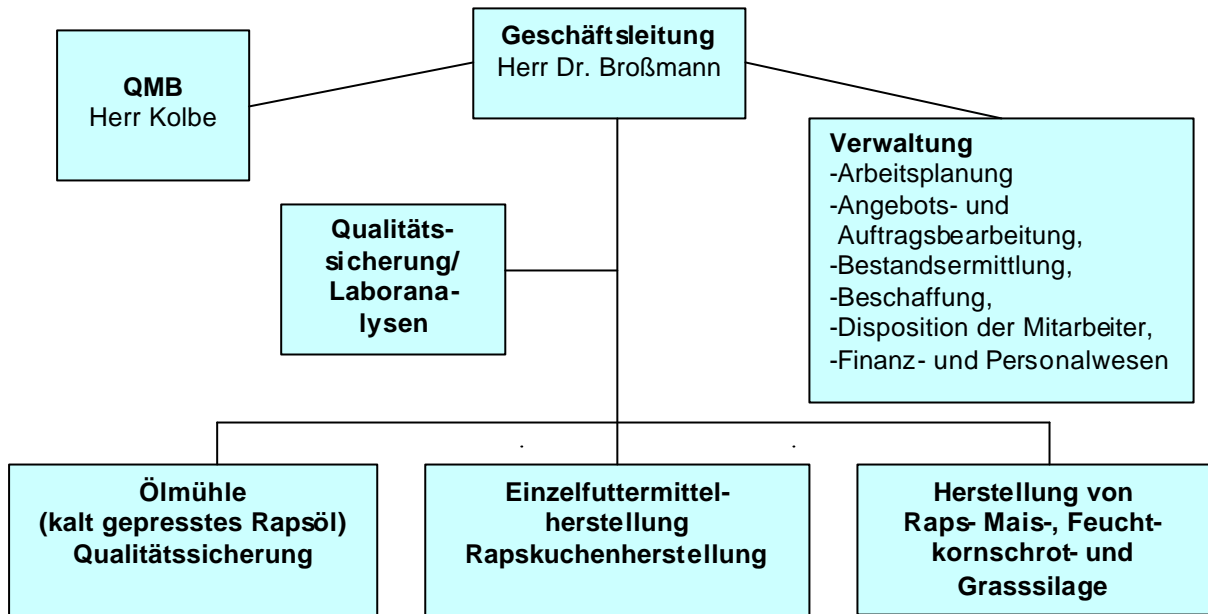 Geschäftsleitung
Herr Dr. Broßmann
QMB
Herr Kolbe
Verwaltung
-Arbeitsplanung
-Angebots- und
Auftragsbearbeitung,
-Bestandsermittlung,
-Beschaffung,
-Disposition der Mitarbeiter,
-Finanz- und Personalwesen
Qualitäts-
sicherung/
Laborana-
lysen
Ölmühle
(kalt gepresstes Rapsöl)
Qualitätssicherung
Einzelfuttermittel-
herstellung
Rapskuchenherstellung
Herstellung von
Raps- Mais-, Feucht-
kornschrot- und
Grasssilage